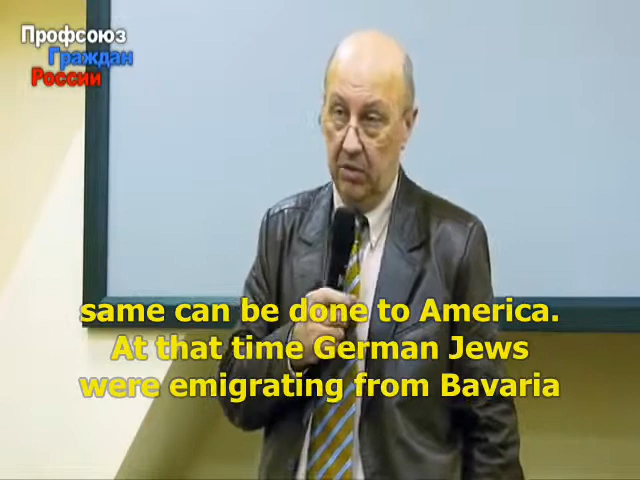 Профсоюз
Граждан
России
same can be done to America.
At that time German Jews
were emigrating from Bavaria